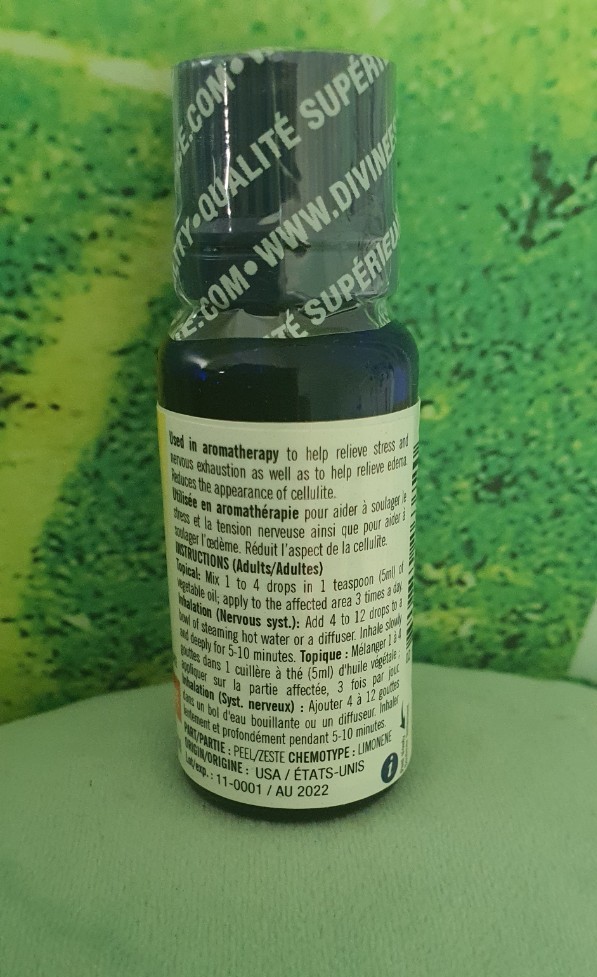 GE.COM • W
TY • QUALITÉ SUPÉRI
E.COM • WWW.DIVINEES
TÉ SUPÉRIEU
Used in aromatherapy to help relieve stress and
nervous exhaustion as well as to help relieve edema.
Reduces the appearance of cellulite.
Utilisée en aromathérapie pour aider à soulager le
stress et la tension nerveuse ainsi que pour aider à
soulager l'œdème. Réduit l'aspect de la cellulite.
INSTRUCTIONS (Adults/Adultes)
Topical: Mix 1 to 4 drops in 1 teaspoon (5ml) of
vegetable oil; apply to the affected area 3 times a day.
Inhalation (Nervous syst.): Add 4 to 12 drops to a
bowl of steaming hot water or a diffuser. Inhale slowly
and deeply for 5-10 minutes. Topique : Mélanger 1 à 4
gouttes dans 1 cuillère à thé (5ml) d'huile végétale ;
appliquer sur la partie affectée, 3 fois par jour.
Inhalation (Syst. nerveux) : Ajouter 4 à 12 gouttes
dans un bol d'eau bouillante ou un diffuseur. Inhaler
lentement et profondément pendant 5-10 minutes.
PART/PARTIE : PEEL/ZESTE CHEMOTYPE : LIMONENE
ORIGIN/ORIGINE : USA / ÉTATS-UNIS
Lot/exp. : 11-0001 / AU 2022
i